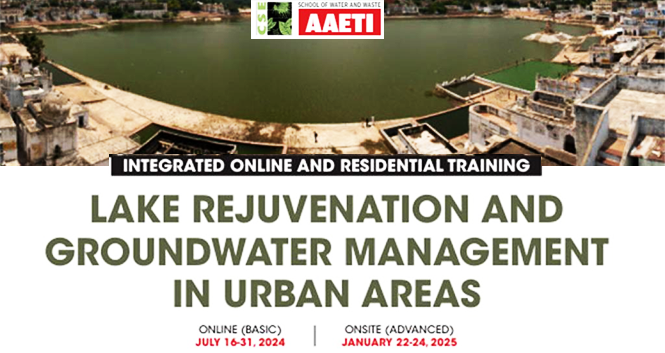 CSE
SCHOOL OF WATER AND WASTE
AAETI
INTEGRATED ONLINE AND RESIDENTIAL TRAINING
LAKE REJUVENATION AND
GROUNDWATER MANAGEMENT
IN URBAN AREAS
ONLINE (BASIC)
JULY 16-31, 2024
ONSITE (ADVANCED)
JANUARY 22-24, 2025